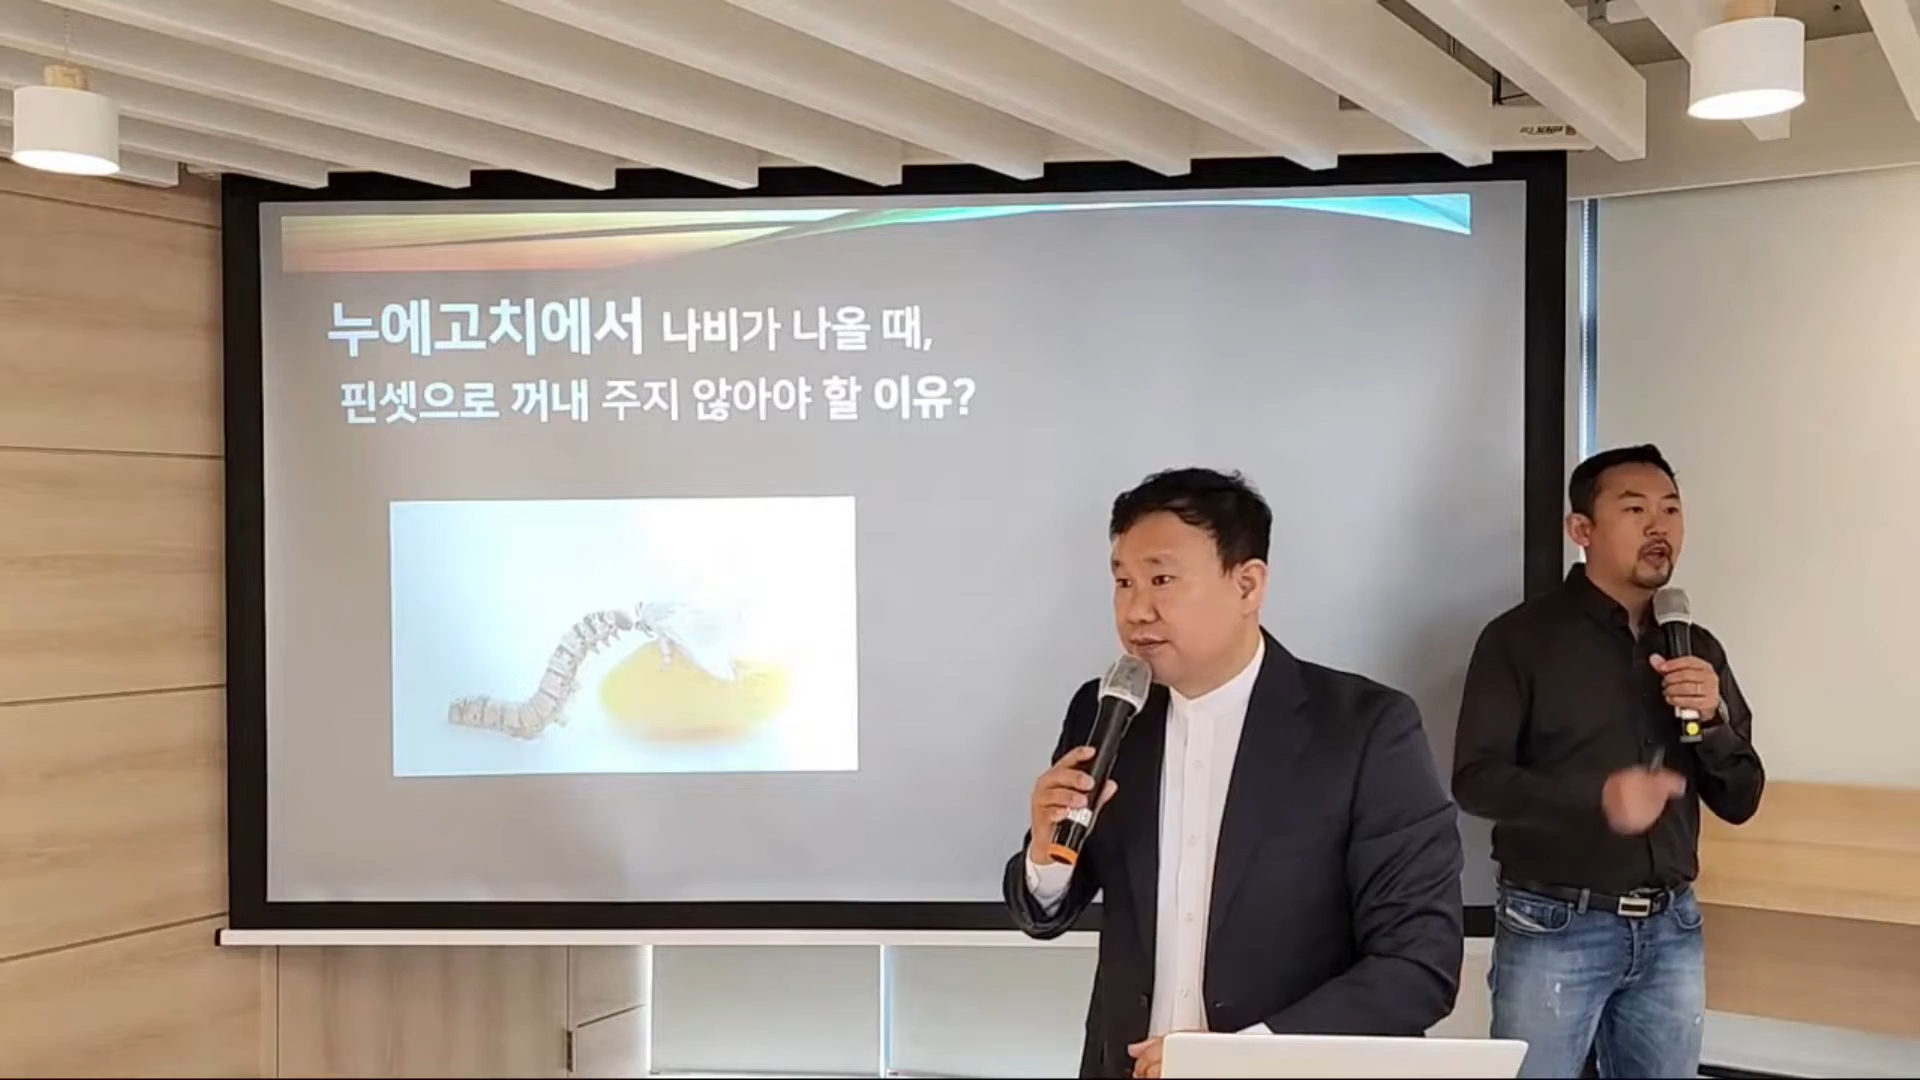 누에고치에서 나비가 나올 때,
핀셋으로 꺼내 주지 않아야 할 이유?